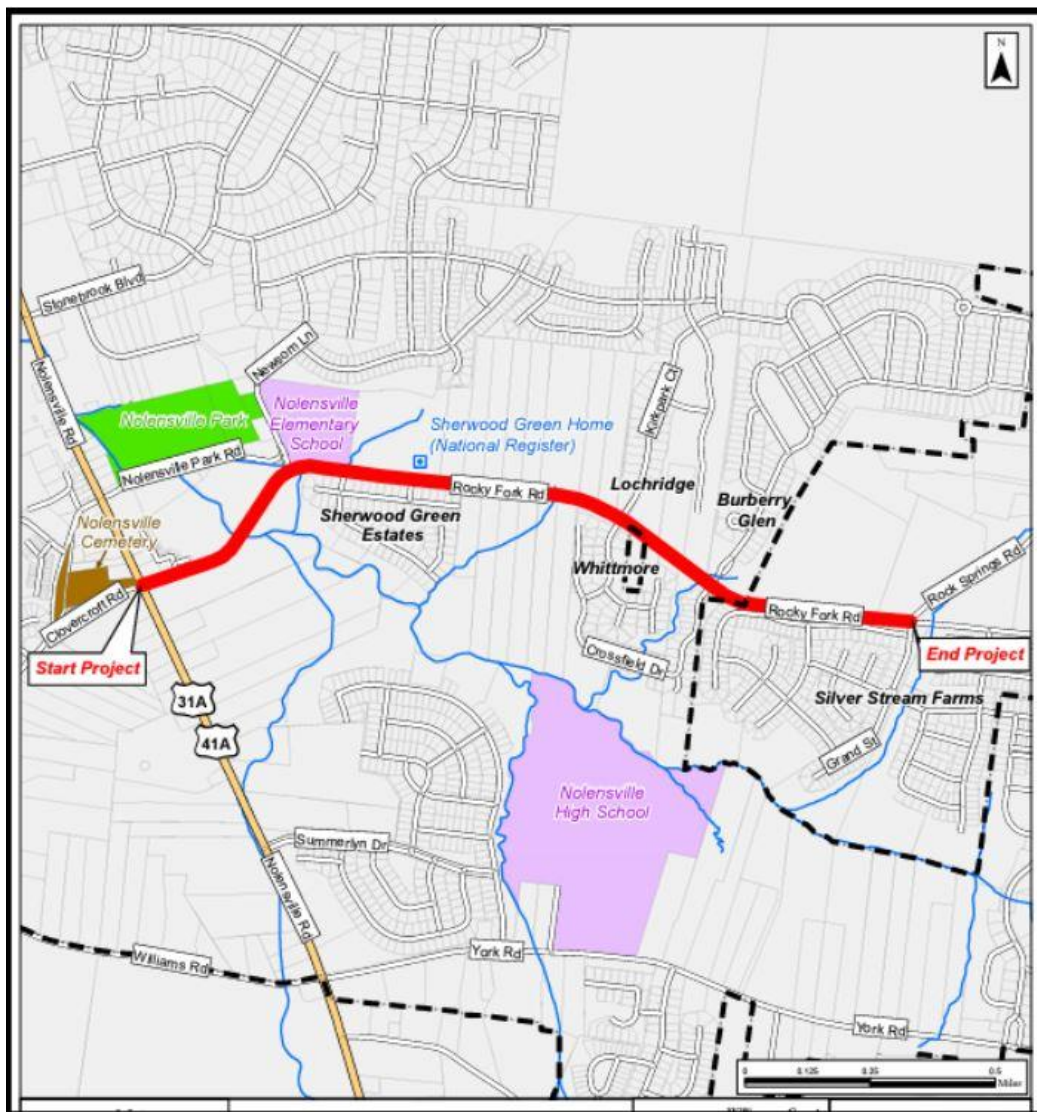 N
Stonebrook Blvd
Nolensville Rd
Newsom Ln
Nolensville Park
Nolensville
Elementary
School
Sherwood Green Home
(National Register)
Kirkpark Ct
Nolensville Park Rd
Rocky Fork Rd
Lochridge
Burberry
Glen
Sherwood Green
Estates
Nolensville
Cemetery
Whittmore
Rock Springs Rd
Clovercroft Rd
Rocky Fork Rd
Start Project
End Project
Crossfield Dr
Silver Stream Farms
31A
41A
Grand St
Nolensville
High School
Summerlyn Dr
Nolensville Rd
York Rd
Williams Rd
York Rd
0 0.125 0.25 0.5
Miles